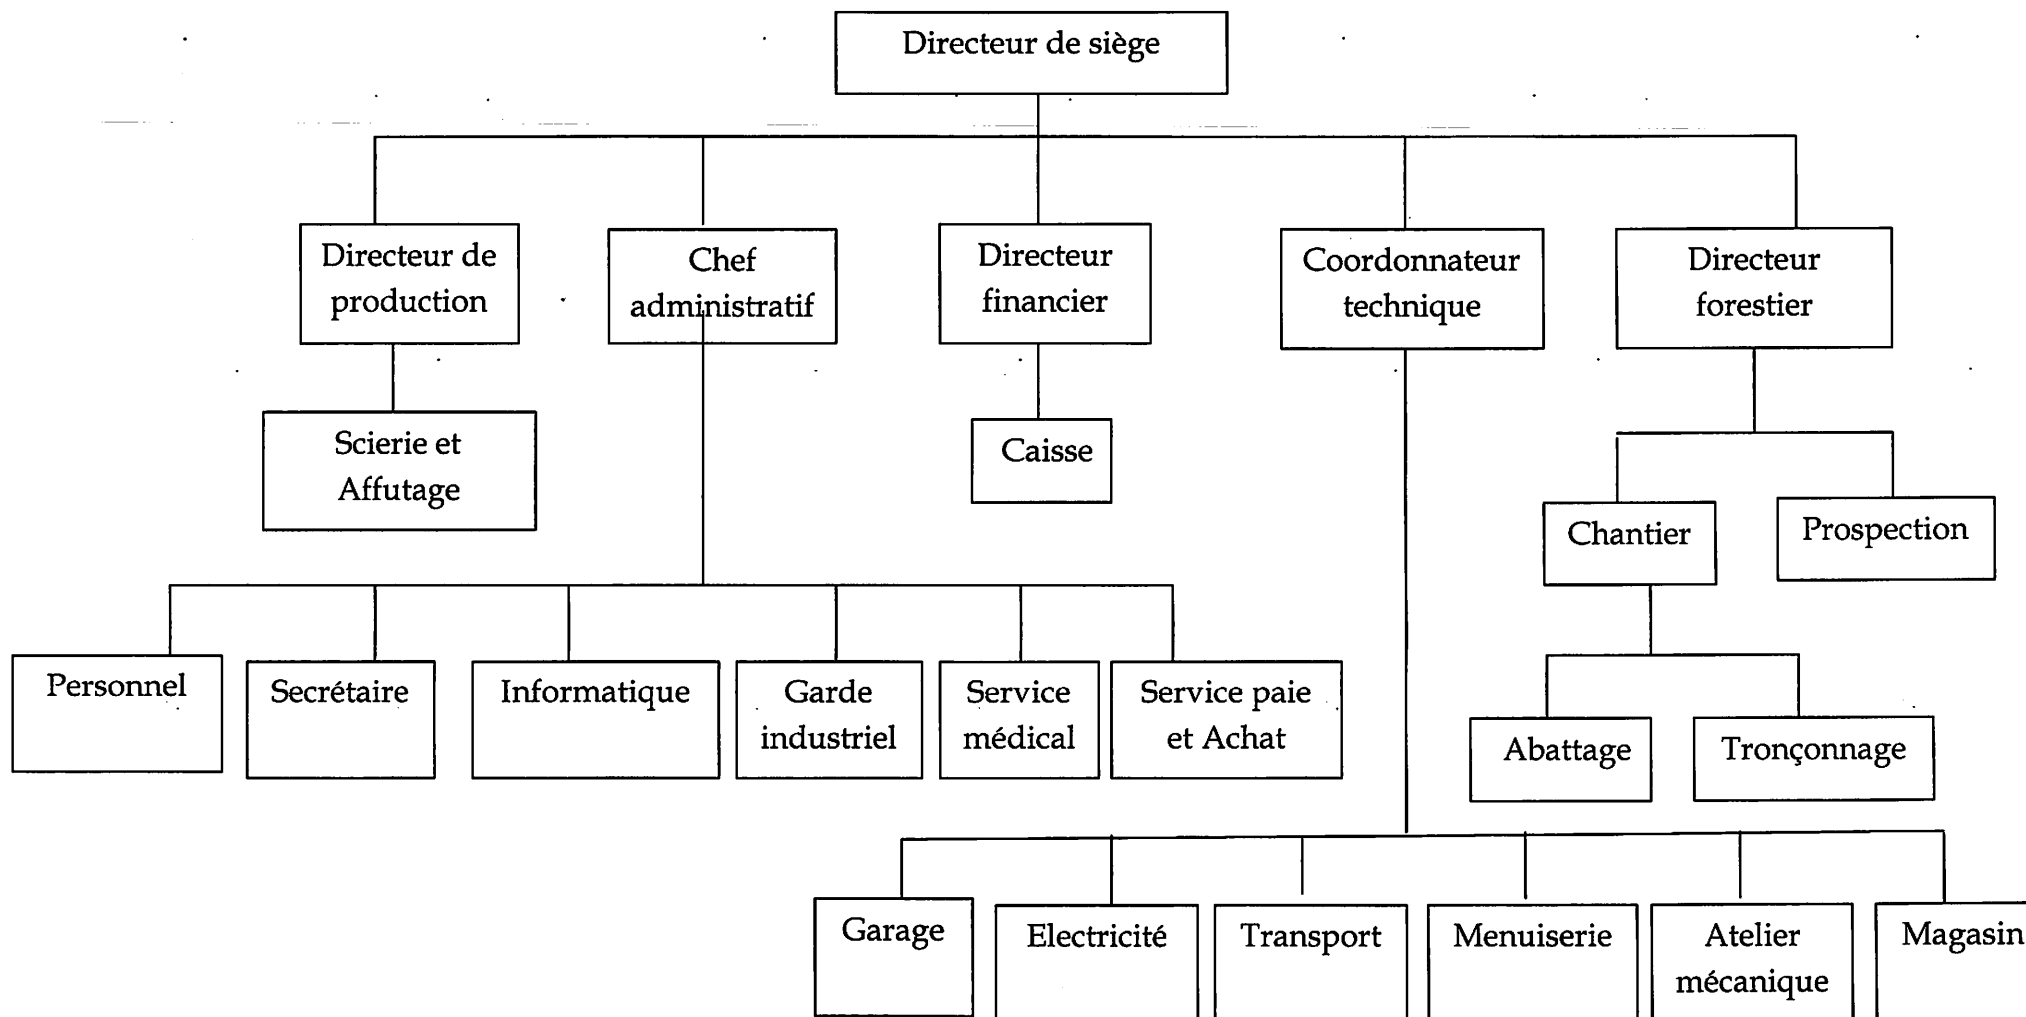 Directeur de siège
Directeur de
production
Chef
administratif
Directeur
financier
Coordonnateur
technique
Directeur
forestier
Scierie et
Affutage
Caisse
Chantier
Prospection
Personnel
Secrétaire
Informatique
Garde
industriel
Service
médical
Service paie
et Achat
Abattage
Tronçonnage
Garage
Electricité
Transport
Menuiserie
Atelier
mécanique
Magasin